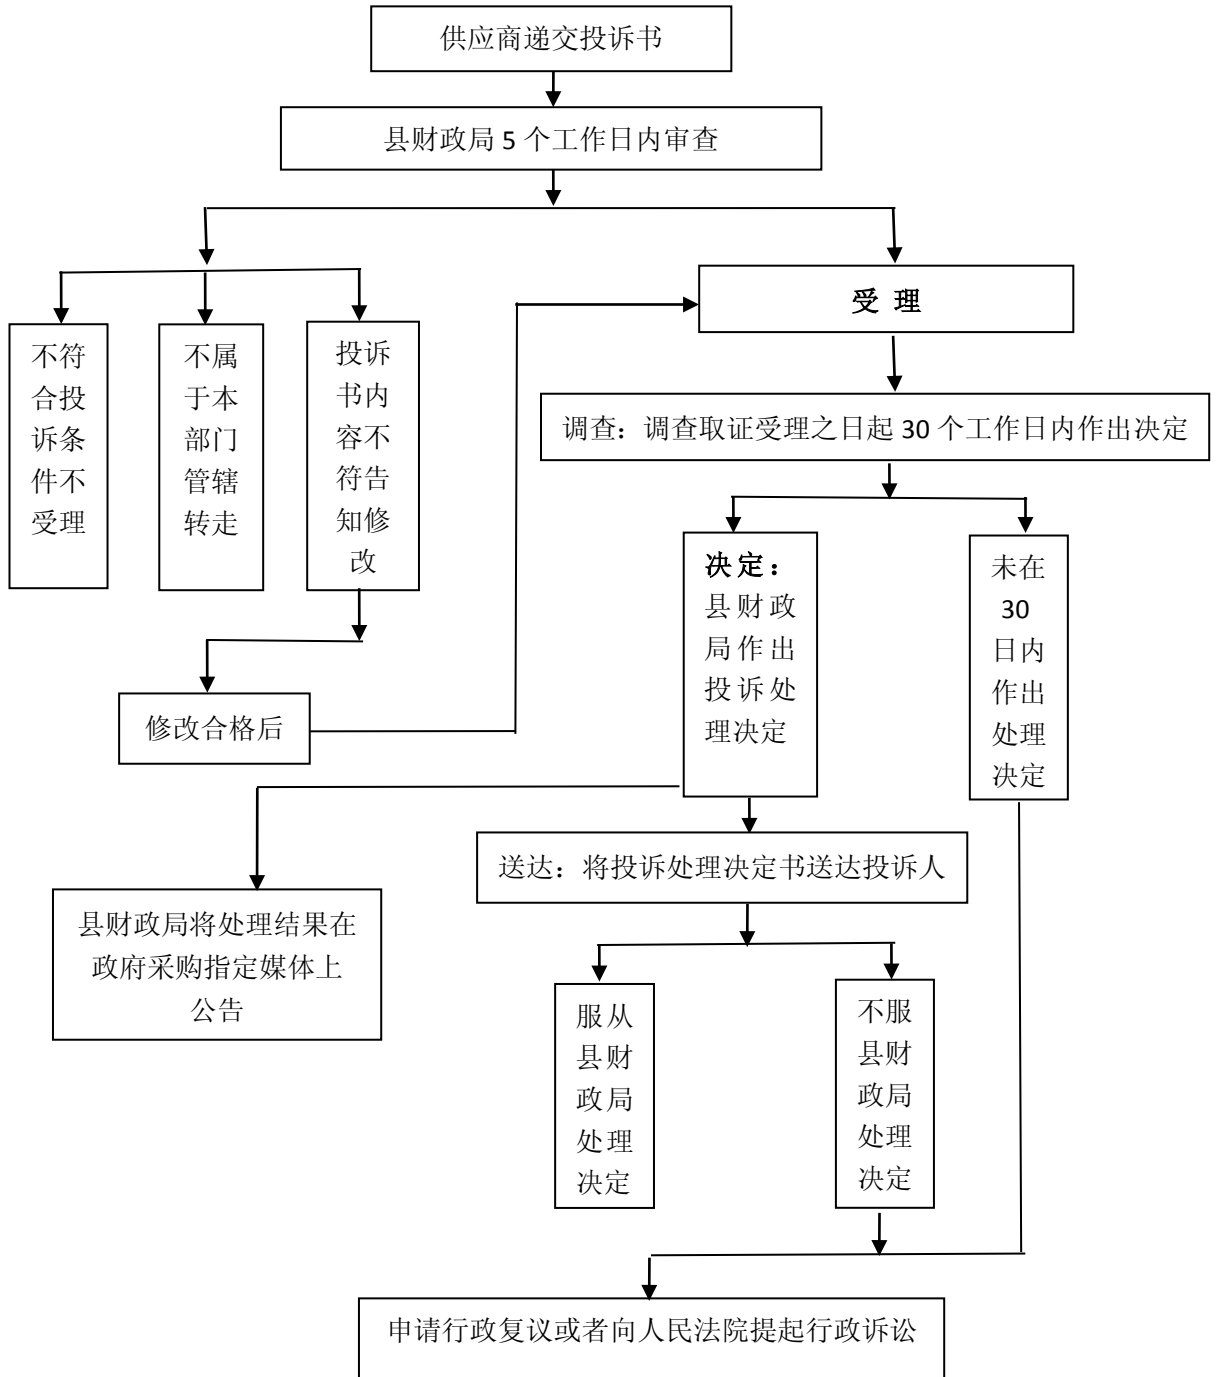 供应商递交投诉书
县财政局 5 个工作日内审查
受 理
不符
合投
诉条
件不
受理
不属
于本
部门
管辖
转走
投诉
书内
容不
符告
知修
改
调查：调查取证受理之日起 30 个工作日内作出决定
决定：
县财政
局作出
投诉处
理决定
未在
30
日内
作出
处理
决定
修改合格后
送达：将投诉处理决定书送达投诉人
县财政局将处理结果在
政府采购指定媒体上
公告
服从
县财
政局
处理
决定
不服
县财
政局
处理
决定
申请行政复议或者向人民法院提起行政诉讼